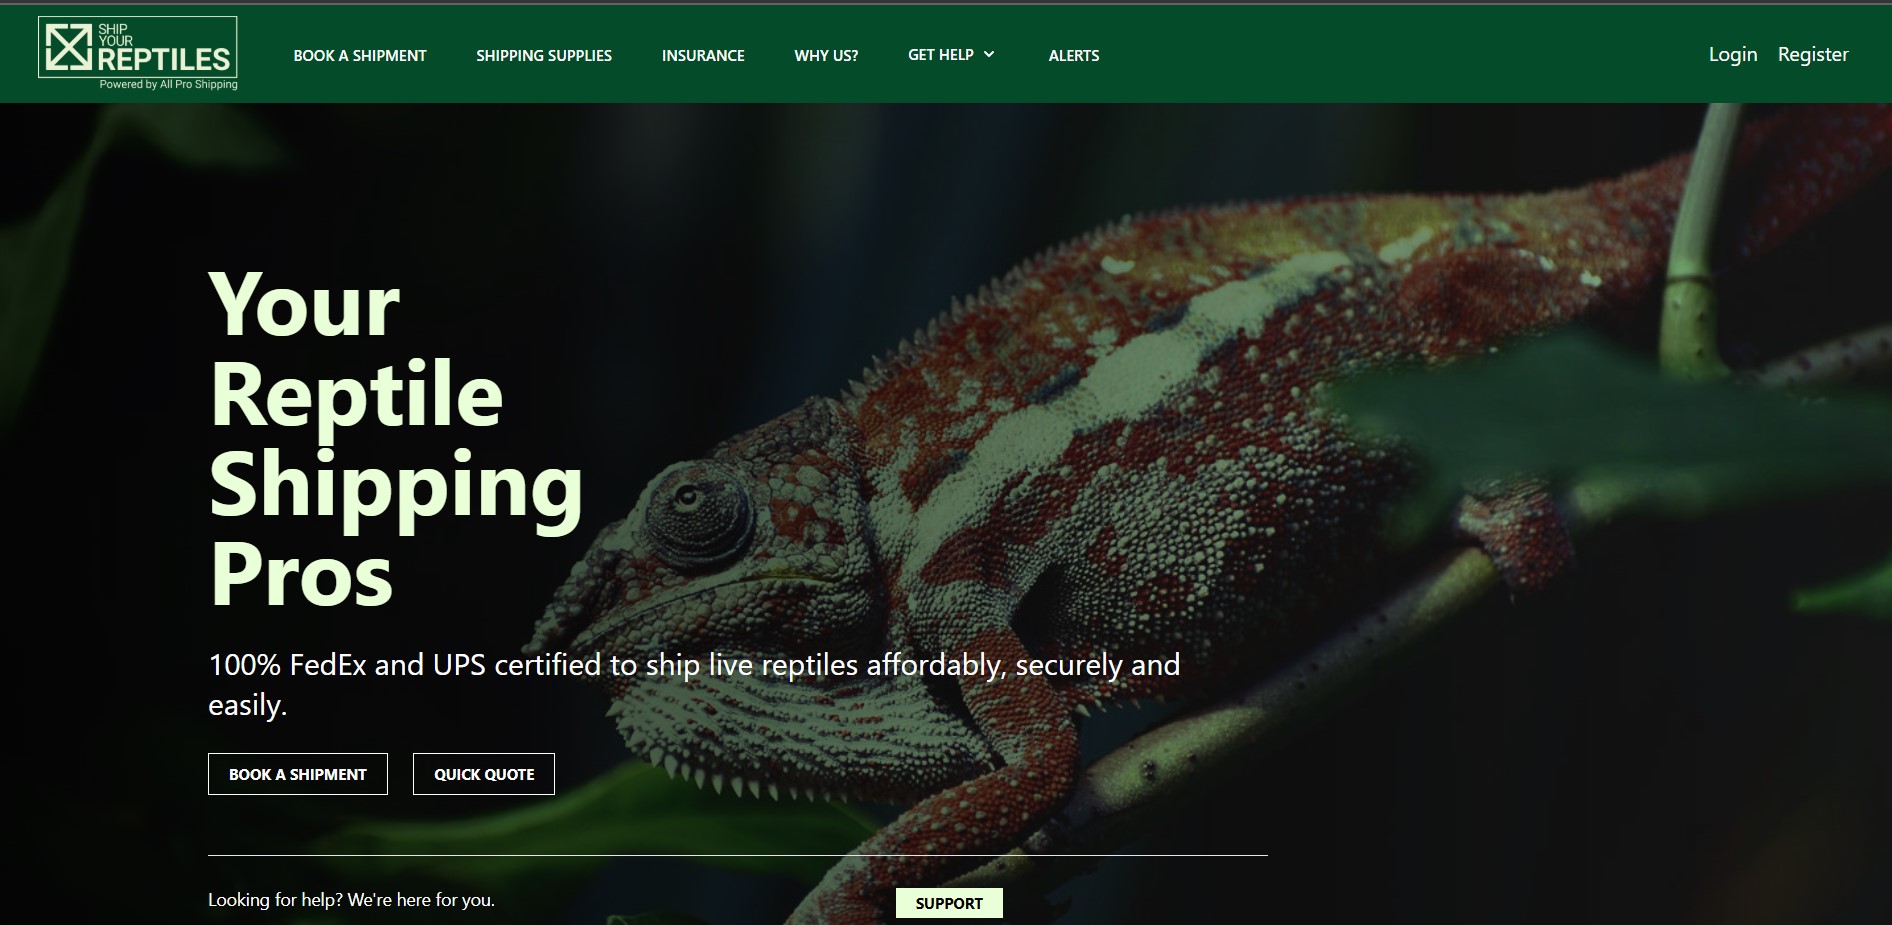 SHIP
YOUR
REPTILES
Powered by All Pro Shipping
BOOK A SHIPMENT
SHIPPING SUPPLIES
INSURANCE
WHY US?
GET HELP
ALERTS
Login
Register
Your
Reptile
Shipping
Pros
100% FedEx and UPS certified to ship live reptiles affordably, securely and
easily.
BOOK A SHIPMENT
QUICK QUOTE
Looking for help? We're here for you.
SUPPORT